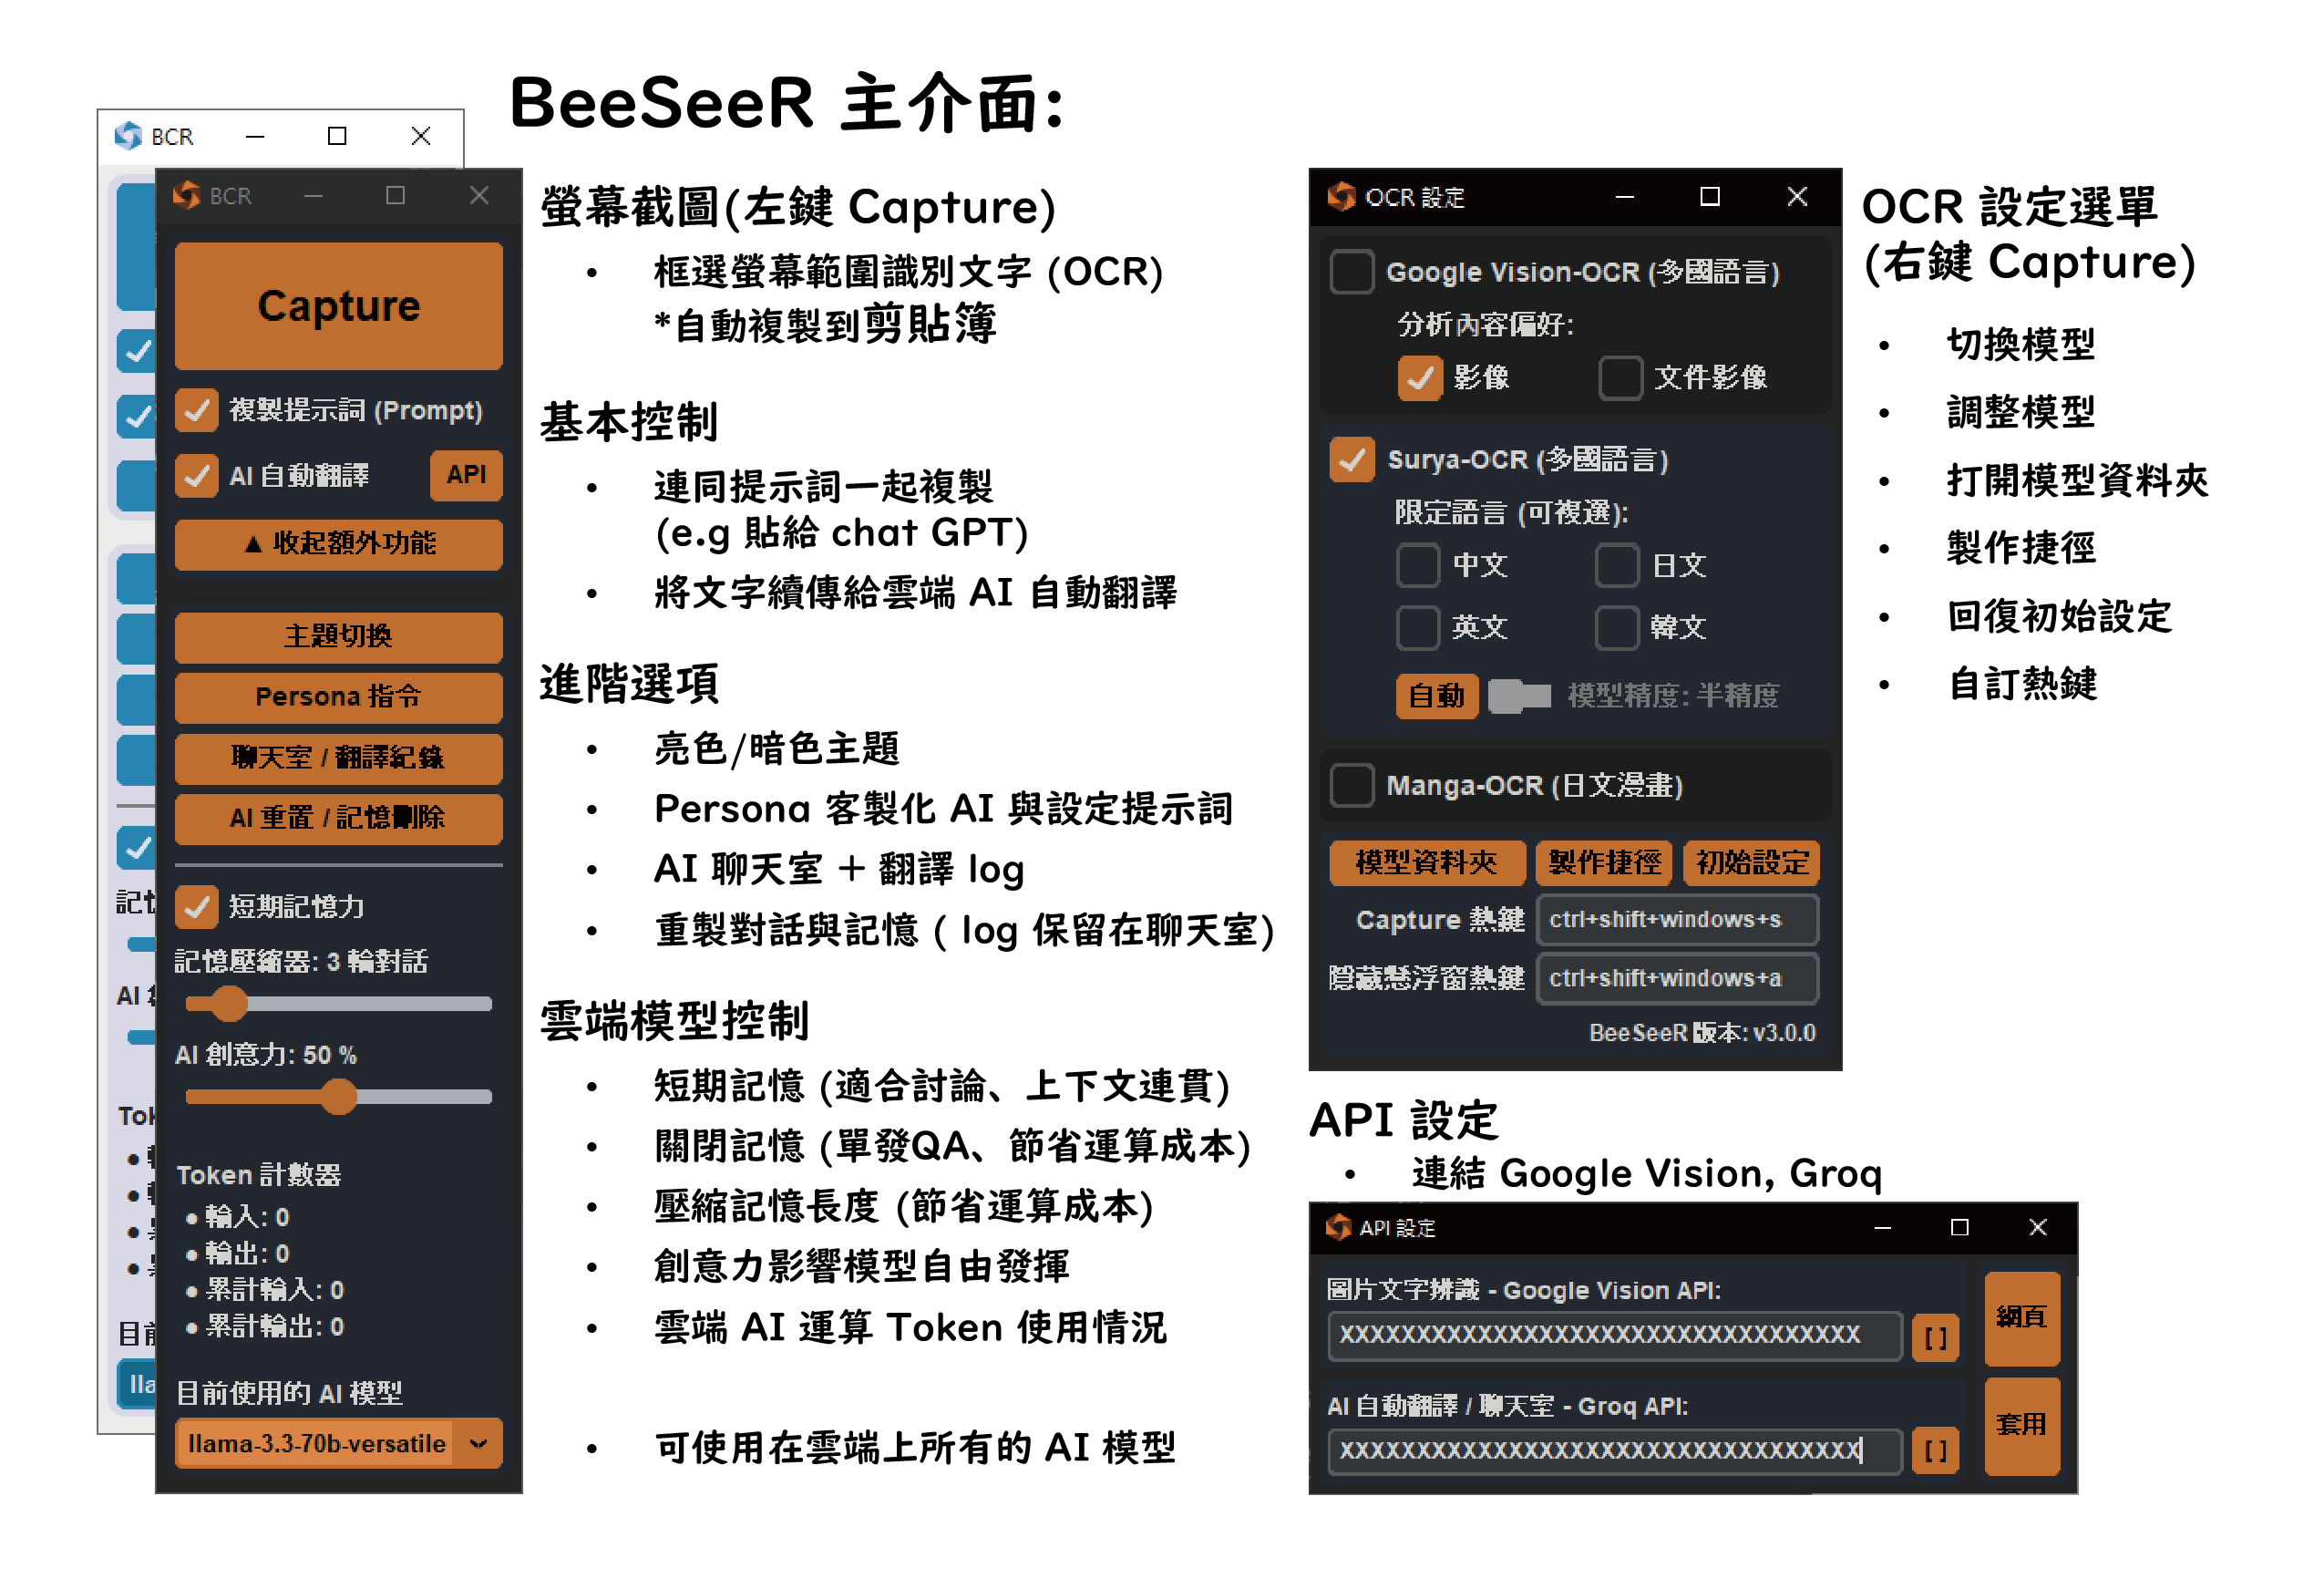 BeeSeeR 主介面:
BCR
BCR
Capture
複製提示詞 (Prompt)
AI 自動翻譯
API
▲ 收起額外功能
主題切換
Persona 指令
聊天室 / 翻譯紀錄
AI 重置 / 記憶刪除
短期記憶力
記憶壓縮器: 3 輪對話
AI 創意力: 50 %
Token 計數器
● 輸入: 0
● 輸出: 0
● 累計輸入: 0
● 累計輸出: 0
目前使用的 AI 模型
llama-3.3-70b-versatile
螢幕截圖(左鍵 Capture)
• 框選螢幕範圍識別文字 (OCR)
*自動複製到剪貼簿
基本控制
• 連同提示詞一起複製
(e.g 貼給 chat GPT)
• 將文字續傳給雲端 AI 自動翻譯
進階選項
• 亮色/暗色主題
• Persona 客製化 AI 與設定提示詞
• AI 聊天室 + 翻譯 log
• 重製對話與記憶 ( log 保留在聊天室)
雲端模型控制
• 短期記憶 (適合討論、上下文連貫)
• 關閉記憶 (單發QA、節省運算成本)
• 壓縮記憶長度 (節省運算成本)
• 創意力影響模型自由發揮
• 雲端 AI 運算 Token 使用情況
• 可使用在雲端上所有的 AI 模型
OCR 設定
Google Vision-OCR (多國語言)
分析內容偏好:
影像
文件影像
Surya-OCR (多國語言)
限定語言 (可複選):
中文
日文
英文
韓文
自動
模型精度: 半精度
Manga-OCR (日文漫畫)
模型資料夾
製作捷徑
初始設定
Capture 熱鍵
ctrl+shift+windows+s
隱藏懸浮窗熱鍵
ctrl+shift+windows+a
BeeSeeR 版本: v3.0.0
OCR 設定選單
(右鍵 Capture)
• 切換模型
• 調整模型
• 打開模型資料夾
• 製作捷徑
• 回復初始設定
• 自訂熱鍵
API 設定
• 連結 Google Vision, Groq
API 設定
圖片文字辨識 - Google Vision API:
XXXXXXXXXXXXXXXXXXXXXXXXXXXXXXXXXX
[ ]
網頁
AI 自動翻譯 / 聊天室 - Groq API:
XXXXXXXXXXXXXXXXXXXXXXXXXXXXXXXXXX
[ ]
套用